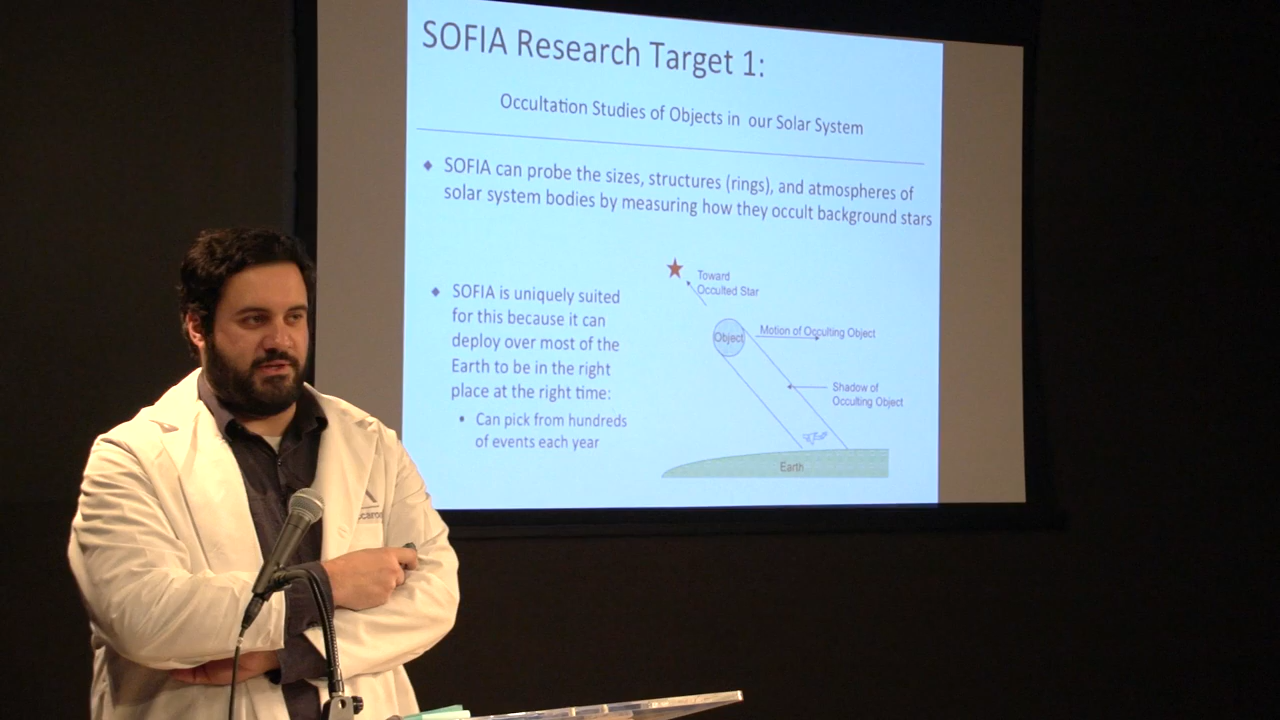 SOFIA Research Target 1:
Occultation Studies of Objects in our Solar System
SOFIA can probe the sizes, structures (rings), and atmospheres of
solar system bodies by measuring how they occult background stars
SOFIA is uniquely suited
for this because it can
deploy over most of the
Earth to be in the right
place at the right time:
Can pick from hundreds
of events each year
Toward
Occulted Star
Object
Motion of Occulting Object
Shadow of
Occulting Object
Earth